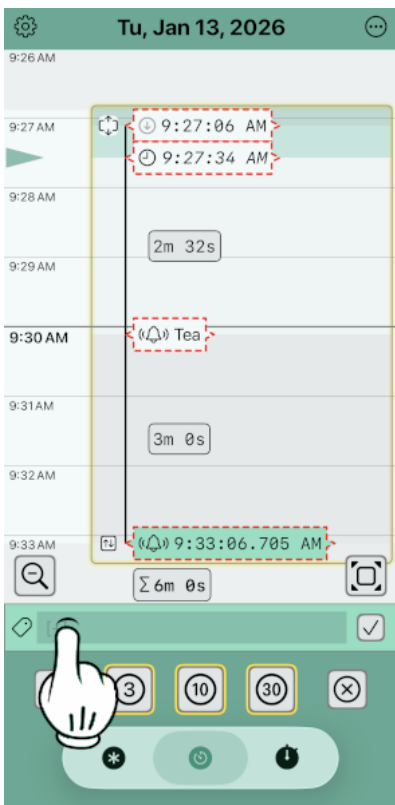 Tu, Jan 13, 2026
9:26 AM
9:27 AM
9:27:06 AM
9:27:34 AM
9:28 AM
2m 32s
9:29 AM
9:30 AM
Tea
9:31 AM
3m 0s
9:32 AM
9:33 AM
9:33:06.705 AM
Σ 6m 0s
3
10
30